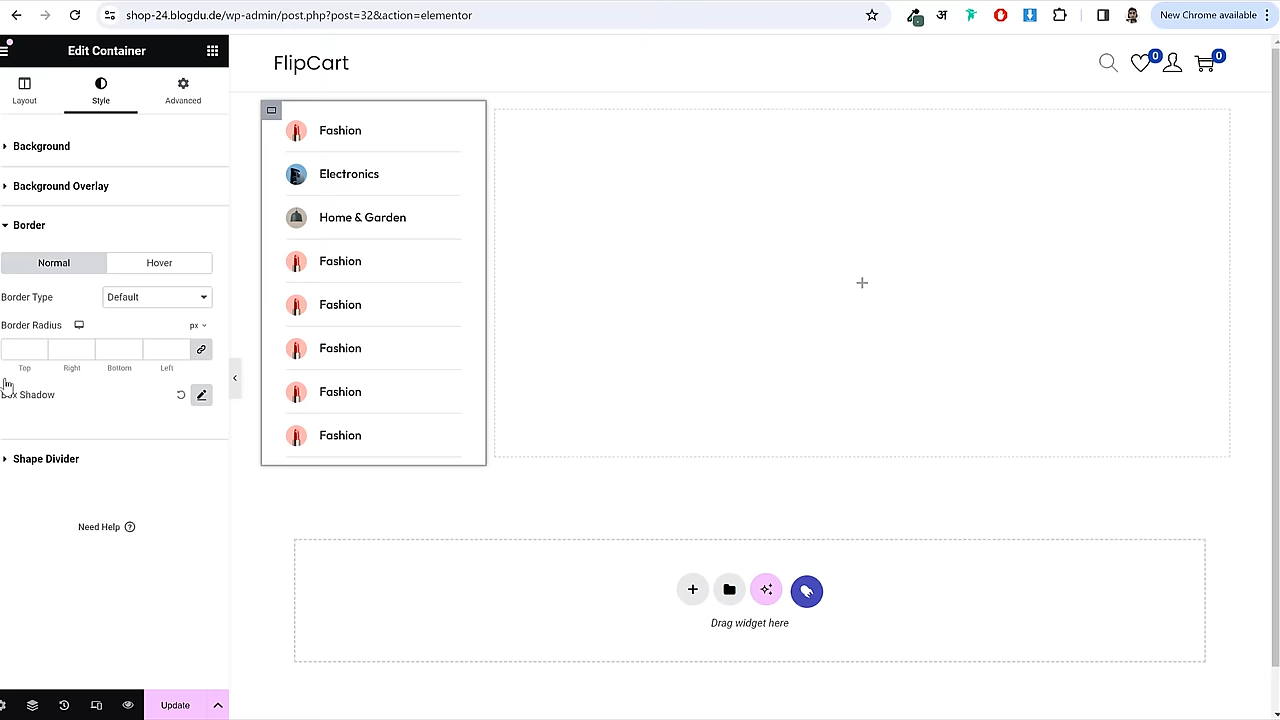 shop-24.blogdu.de/wp-admin/post.php?post=32&action=elementor
अ
New Chrome available
Edit Container
FlipCart
0
0
Layout
Style
Advanced
Background
Background Overlay
Border
Normal
Hover
Border Type
Default
Border Radius
px
Top
Right
Bottom
Left
Shadow
Shape Divider
Need Help
Update
Fashion
Electronics
Home & Garden
Fashion
Fashion
Fashion
Fashion
Fashion
Drag widget here